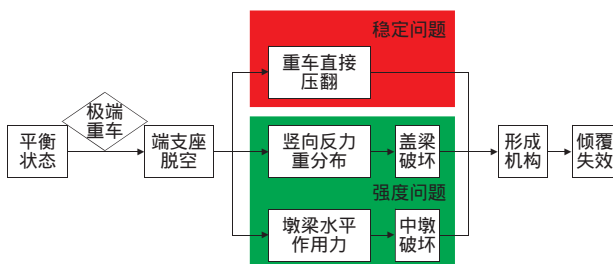 稳定问题
重车直接
压翻
极端
重车
平衡
状态
端支座
脱空
竖向反力
重分布
盖梁
破坏
形成
机构
倾覆
失效
强度问题
墩梁水平
作用力
中墩
破坏